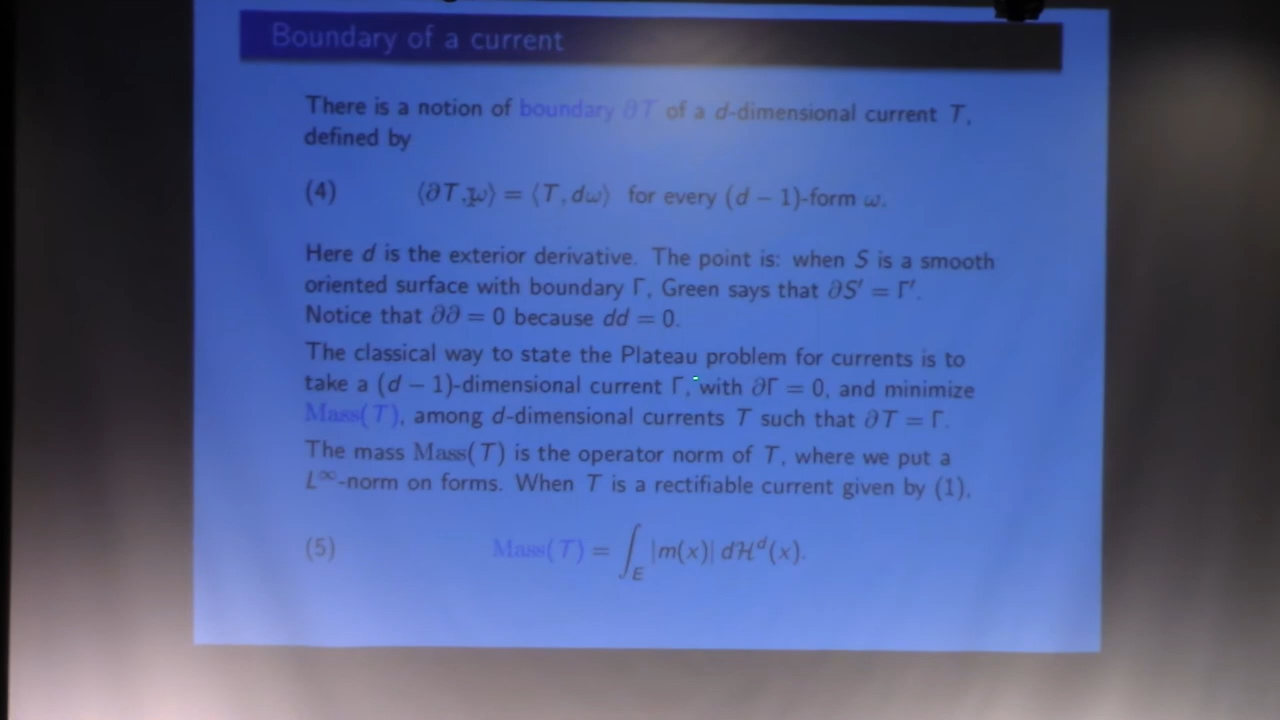 Boundary of a current
There is a notion of boundary ∂T of a d-dimensional current T,
defined by
(4) ⟨∂T, ω⟩ = ⟨T, dω⟩ for every (d − 1)-form ω.
Here d is the exterior derivative. The point is: when S is a smooth
oriented surface with boundary Γ, Green says that ∂S′ = Γ′.
Notice that ∂∂ = 0 because dd = 0.
The classical way to state the Plateau problem for currents is to
take a (d − 1)-dimensional current Γ, with ∂Γ = 0, and minimize
Mass(T), among d-dimensional currents T such that ∂T = Γ.
The mass Mass(T) is the operator norm of T, where we put a
L∞-norm on forms. When T is a rectifiable current given by (1),
(5) Mass(T) = ∫_E |m(x)| dℋᵈ(x).